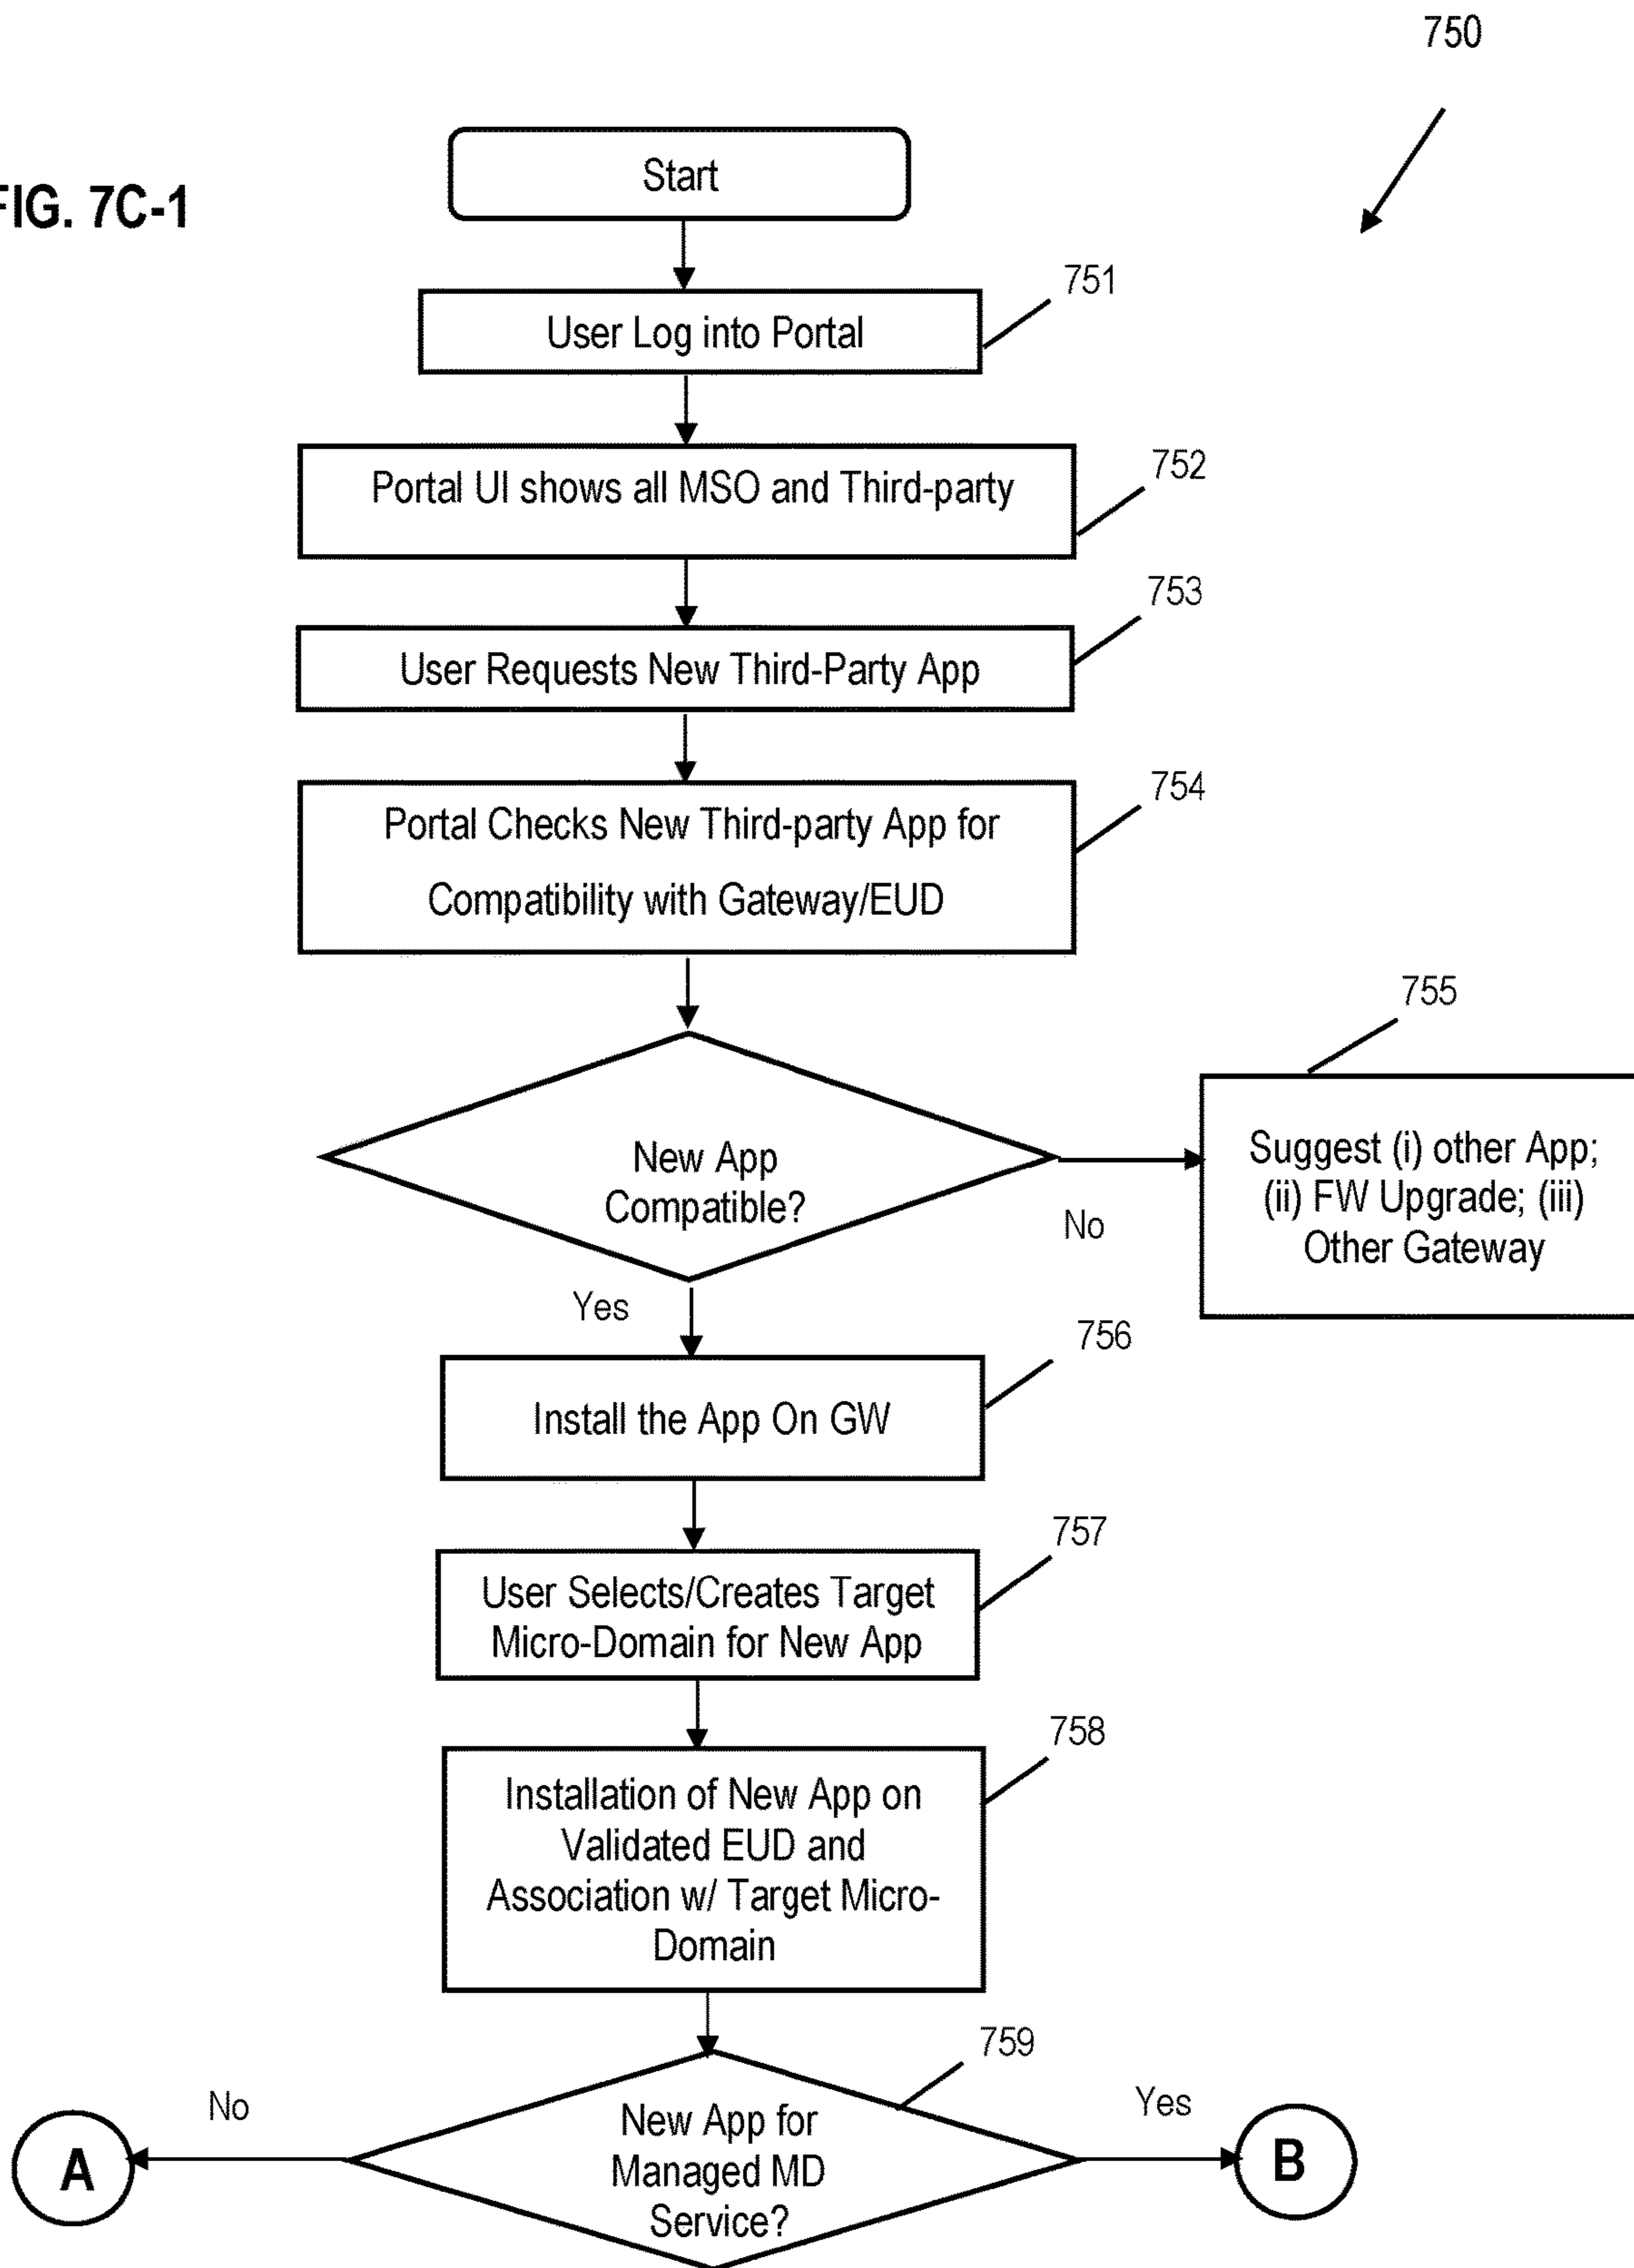 750
FIG. 7C-1
Start
751
User Log into Portal
752
Portal UI shows all MSO and Third-party
753
User Requests New Third-Party App
754
Portal Checks New Third-party App for
Compatibility with Gateway/EUD
755
New App
Compatible?
No
Suggest (i) other App;
(ii) FW Upgrade; (iii)
Other Gateway
Yes
756
Install the App On GW
757
User Selects/Creates Target
Micro-Domain for New App
758
Installation of New App on
Validated EUD and
Association w/ Target Micro-
Domain
759
No
Yes
A
New App for
Managed MD
Service?
B